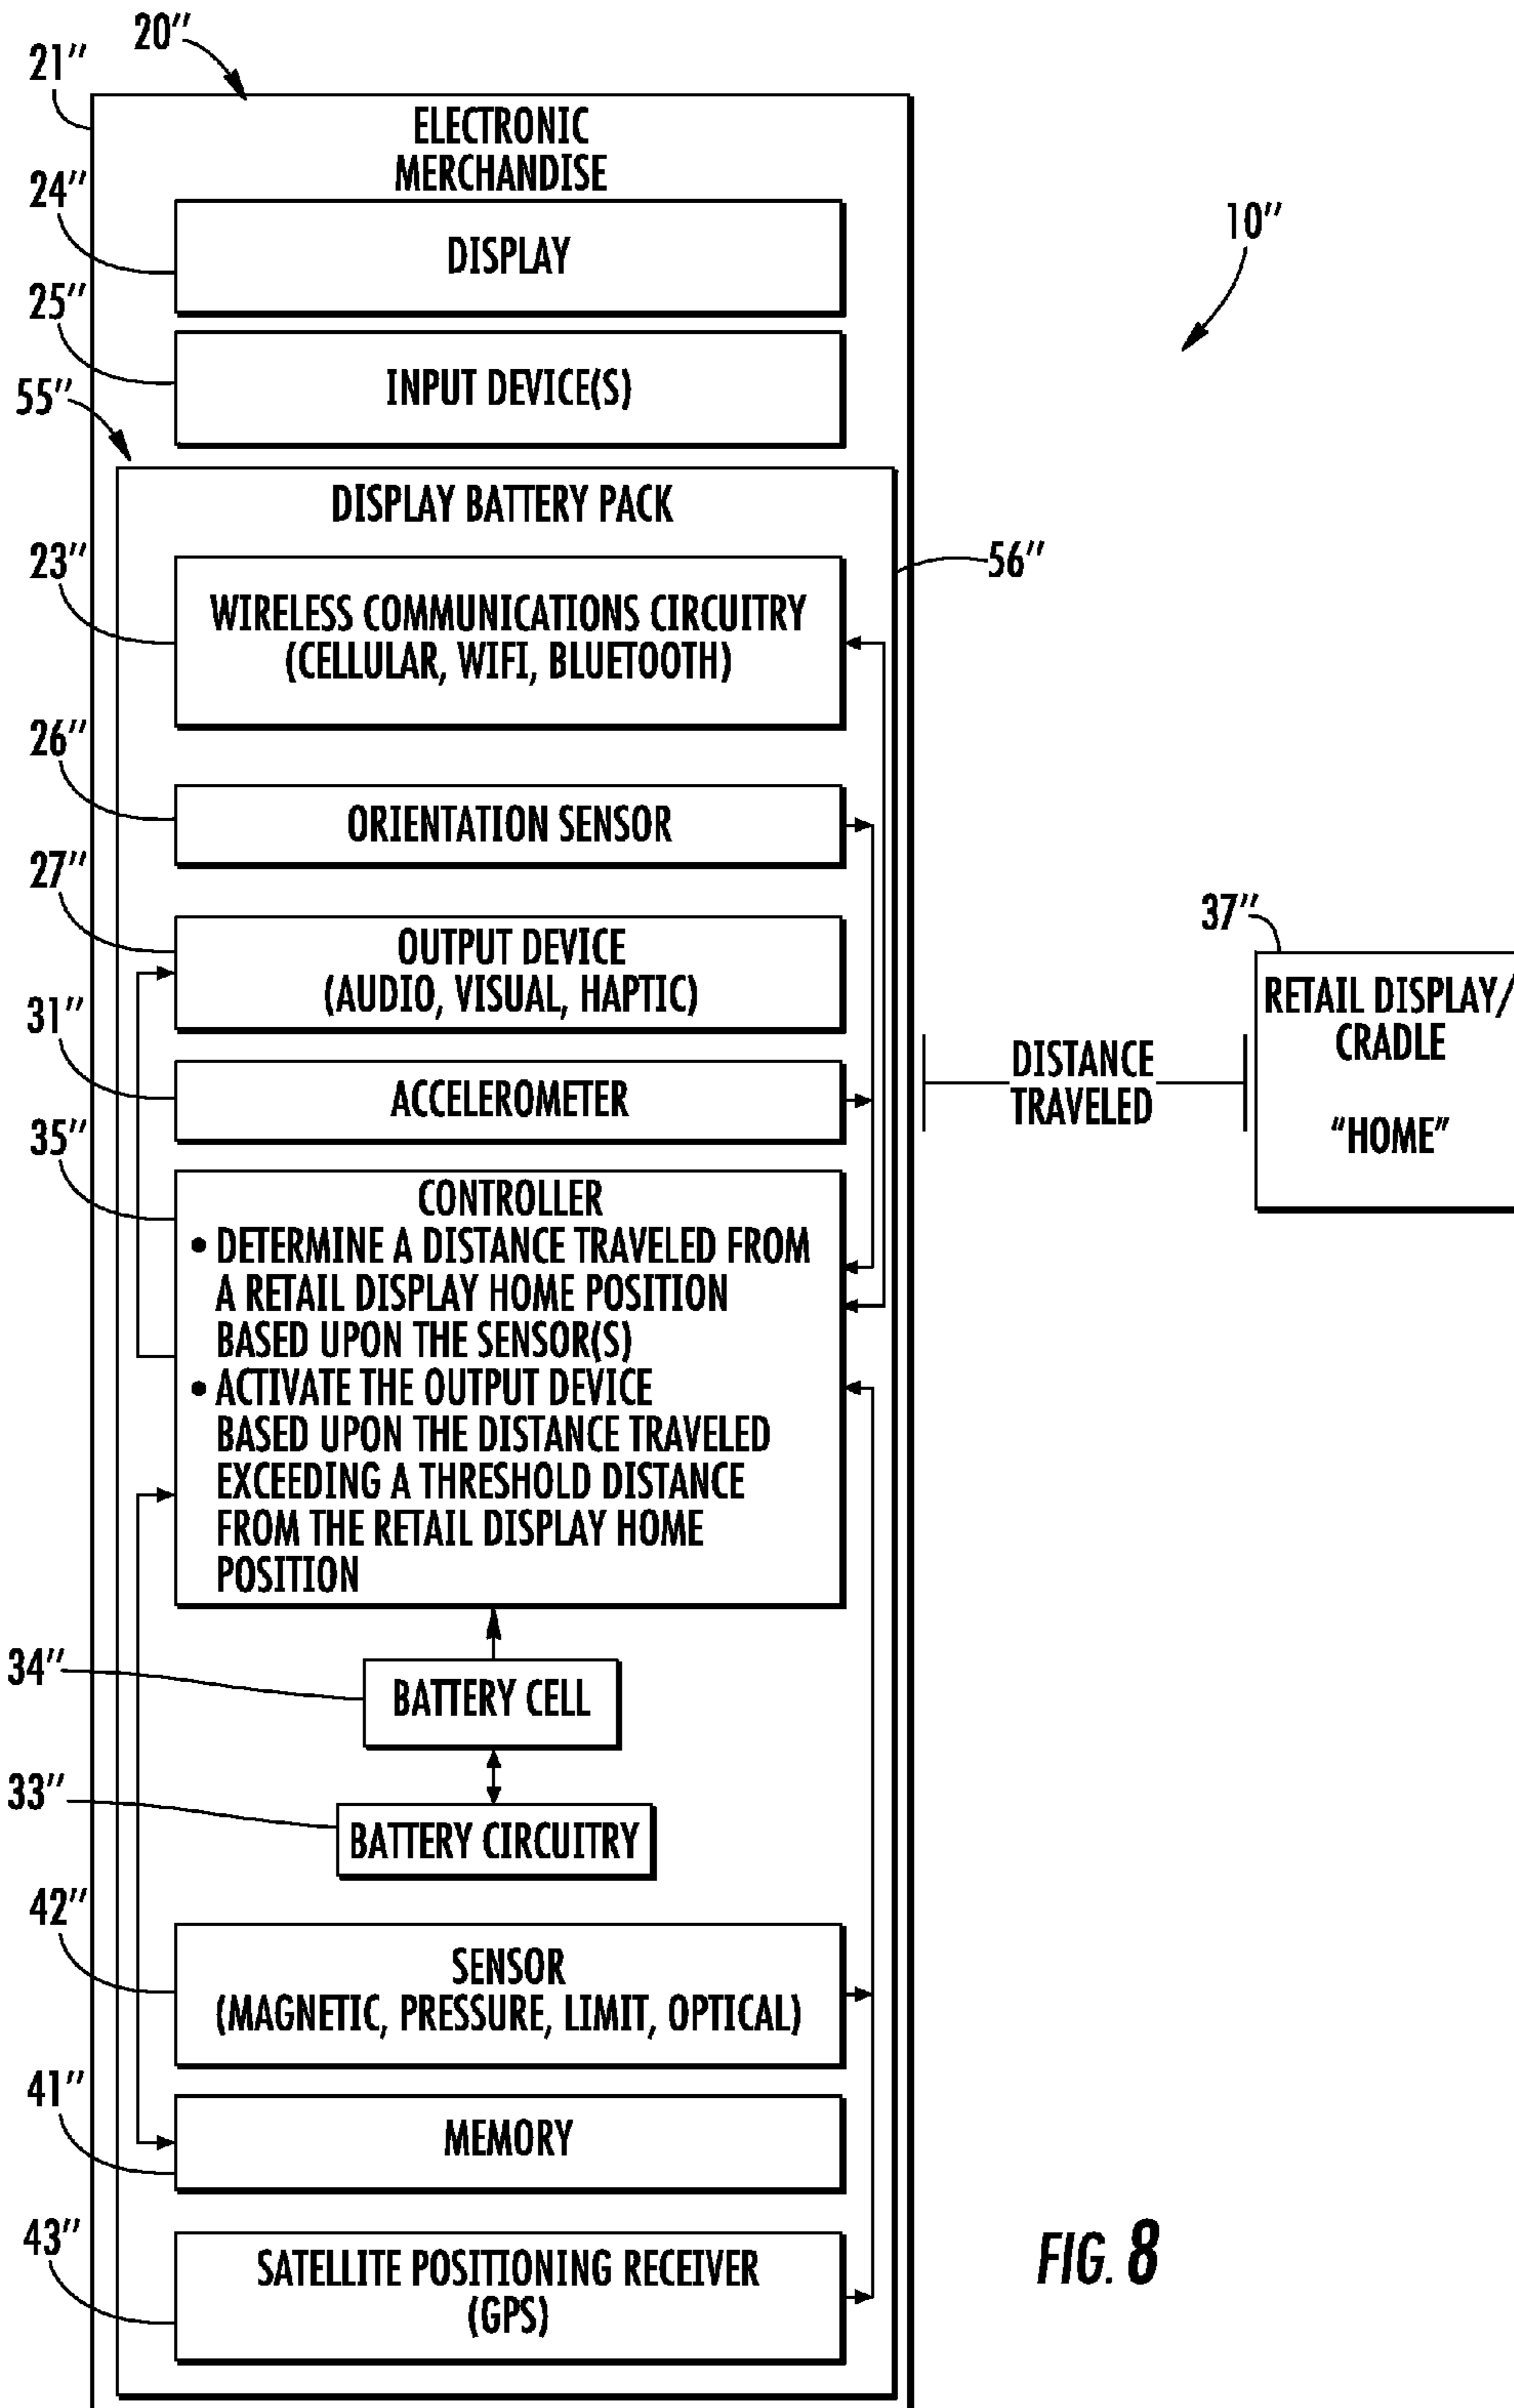 20″
21″
ELECTRONIC
MERCHANDISE
24″
DISPLAY
10″
25″
INPUT DEVICE(S)
55″
DISPLAY BATTERY PACK
23″
56″
WIRELESS COMMUNICATIONS CIRCUITRY
(CELLULAR, WIFI, BLUETOOTH)
26″
ORIENTATION SENSOR
27″
OUTPUT DEVICE
(AUDIO, VISUAL, HAPTIC)
37″
RETAIL DISPLAY/
CRADLE
"HOME"
31″
ACCELEROMETER
DISTANCE
TRAVELED
35″
CONTROLLER
• DETERMINE A DISTANCE TRAVELED FROM
A RETAIL DISPLAY HOME POSITION
BASED UPON THE SENSOR(S)
• ACTIVATE THE OUTPUT DEVICE
BASED UPON THE DISTANCE TRAVELED
EXCEEDING A THRESHOLD DISTANCE
FROM THE RETAIL DISPLAY HOME
POSITION
34″
BATTERY CELL
33″
BATTERY CIRCUITRY
42″
SENSOR
(MAGNETIC, PRESSURE, LIMIT, OPTICAL)
41″
MEMORY
43″
SATELLITE POSITIONING RECEIVER
(GPS)
FIG. 8